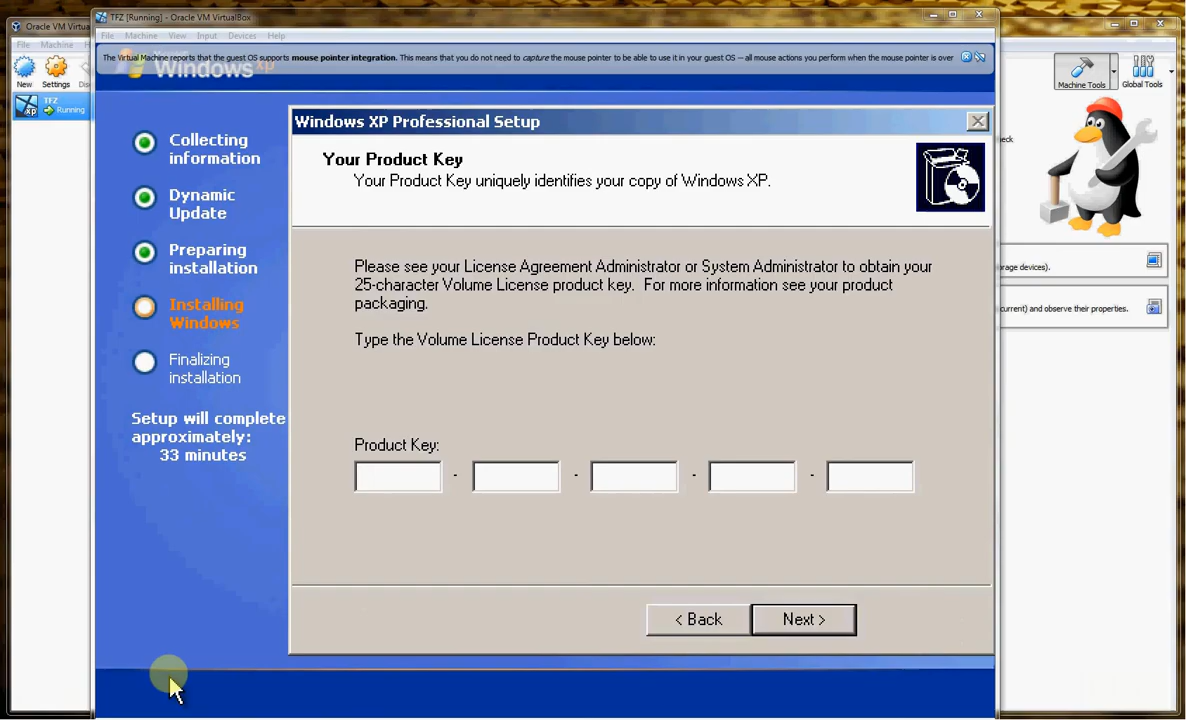 Oracle VM Virtua
File Machine
New Settings
TFZ
Running
TFZ [Running] - Oracle VM VirtualBox
File Machine View Input Devices Help
The Virtual Machine reports that the guest OS supports mouse pointer integration. This means that you do not need to capture the mouse pointer to be able to use it in your guest OS -- all mouse actions you perform when the mouse pointer is over
Windows xp
Collecting
information
Dynamic
Update
Preparing
installation
Installing
Windows
Finalizing
installation
Setup will complete
approximately:
33 minutes
Windows XP Professional Setup
Your Product Key
Your Product Key uniquely identifies your copy of Windows XP.
Please see your License Agreement Administrator or System Administrator to obtain your
25-character Volume License product key. For more information see your product
packaging.
Type the Volume License Product Key below:
Product Key:
- - - -
< Back Next >
Machine Tools Global Tools
eck
rage devices).
current) and observe their properties.
xp